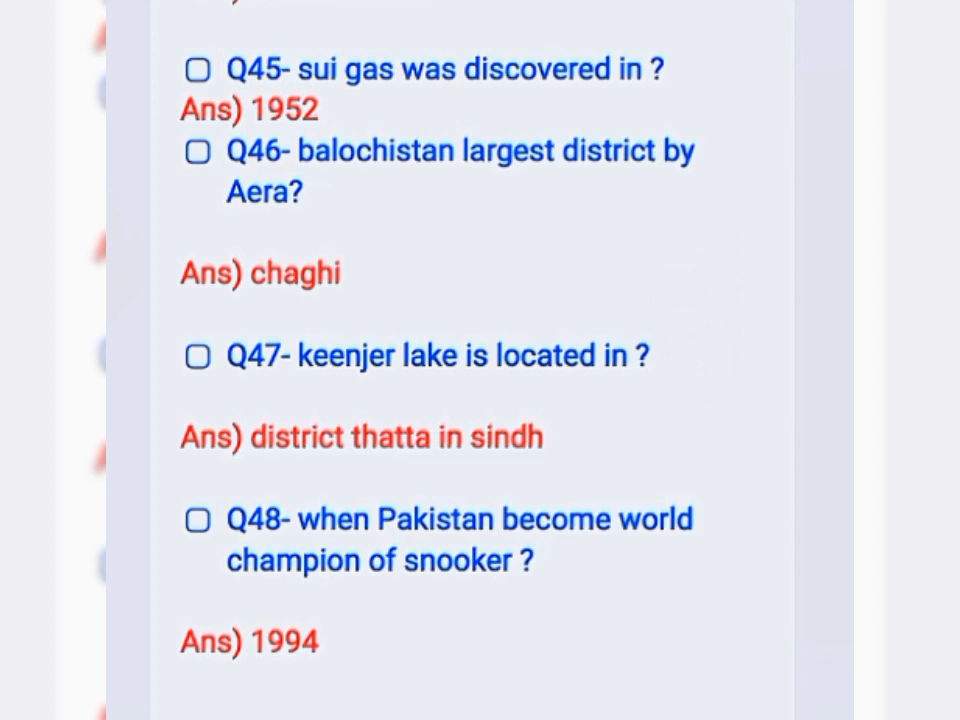 Q45- sui gas was discovered in ?
Ans) 1952
Q46- balochistan largest district by
Aera?
Ans) chaghi
Q47- keenjer lake is located in ?
Ans) district thatta in sindh
Q48- when Pakistan become world
champion of snooker ?
Ans) 1994